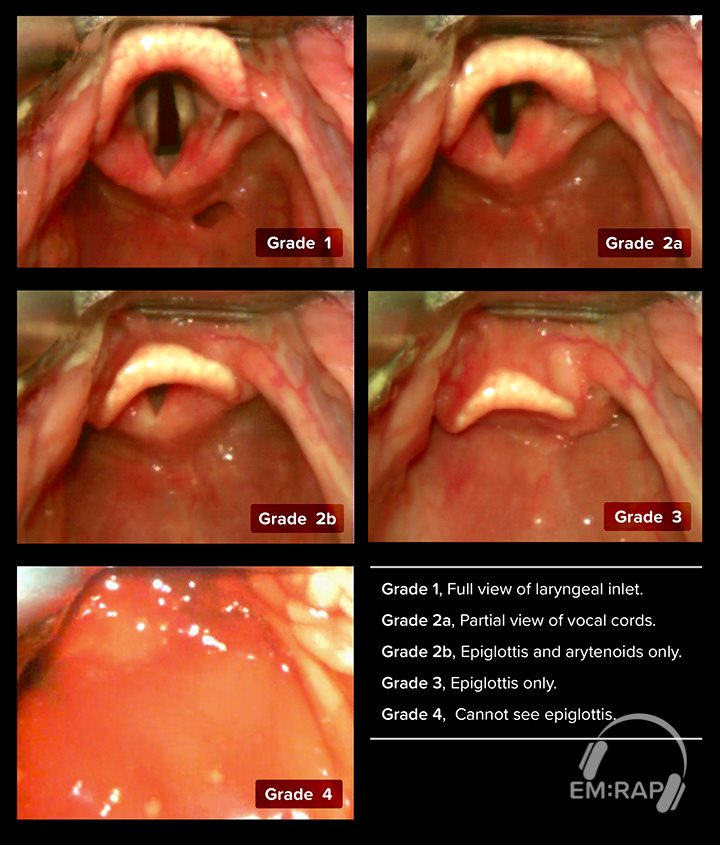 Grade 1
Grade 2a
Grade 2b
Grade 3
Grade 4
Grade 1, Full view of laryngeal inlet.
Grade 2a, Partial view of vocal cords.
Grade 2b, Epiglottis and arytenoids only.
Grade 3, Epiglottis only.
Grade 4, Cannot see epiglottis.
EM:RAP